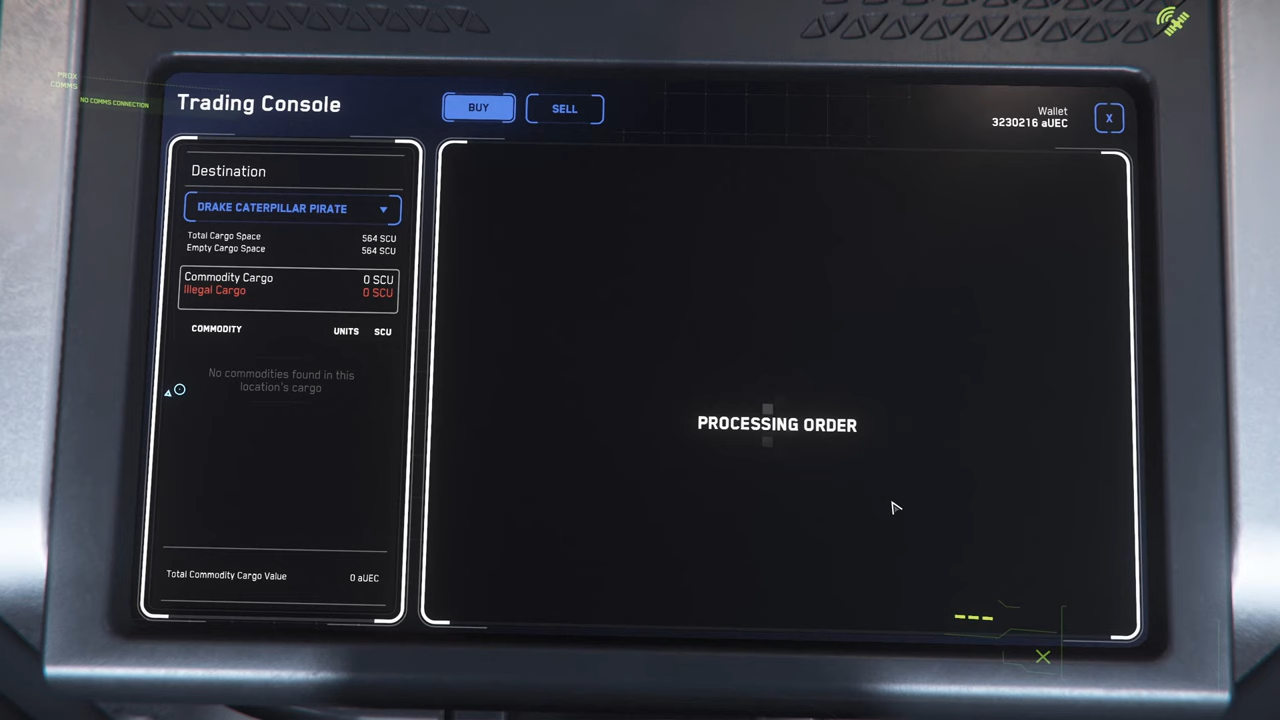 PROX
COMMS
NO COMMS CONNECTION
Trading Console
BUY
SELL
Wallet
3230216 aUEC
X
Destination
DRAKE CATERPILLAR PIRATE
Total Cargo Space 564 SCU
Empty Cargo Space 564 SCU
Commodity Cargo 0 SCU
Illegal Cargo 0 SCU
COMMODITY UNITS SCU
No commodities found in this
location's cargo
Total Commodity Cargo Value 0 aUEC
PROCESSING ORDER